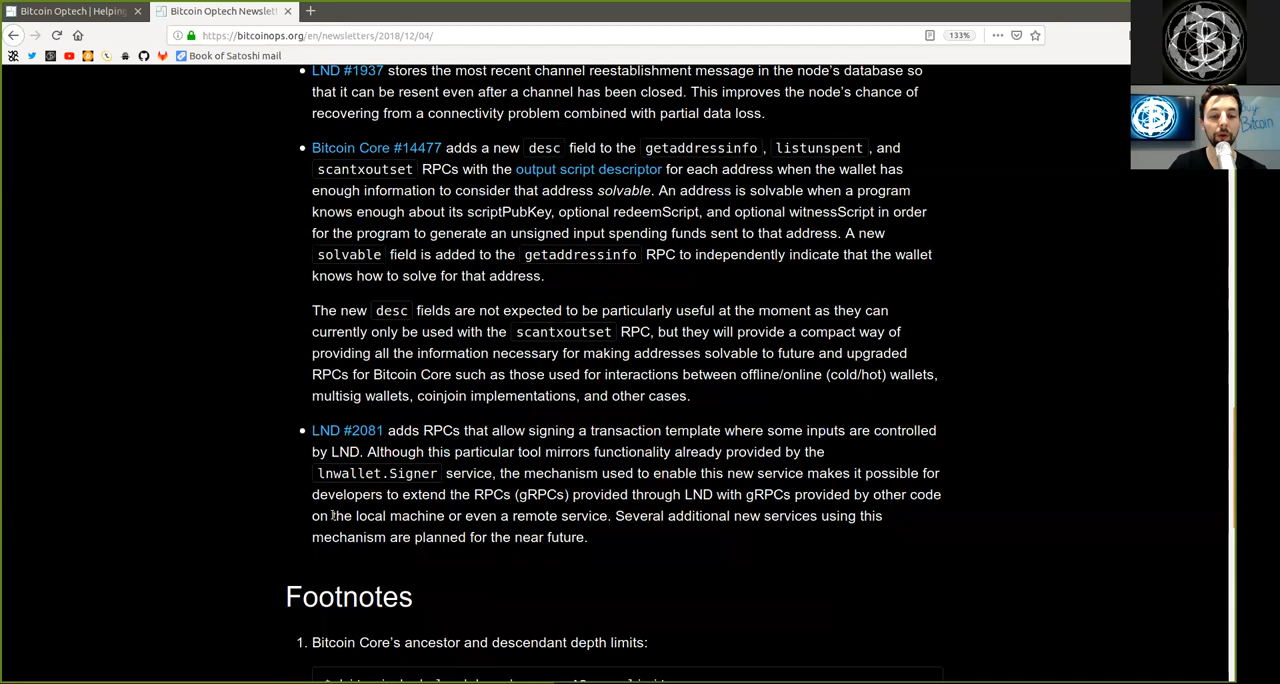 Bitcoin Optech | Helping
Bitcoin Optech Newslett
https://bitcoinops.org/en/newsletters/2018/12/04/
133%
Book of Satoshi mail
Buy
Bitcoin
LND #1937 stores the most recent channel reestablishment message in the node's database so
that it can be resent even after a channel has been closed. This improves the node's chance of
recovering from a connectivity problem combined with partial data loss.
Bitcoin Core #14477 adds a new desc field to the getaddressinfo, listunspent, and
scantxoutset RPCs with the output script descriptor for each address when the wallet has
enough information to consider that address solvable. An address is solvable when a program
knows enough about its scriptPubKey, optional redeemScript, and optional witnessScript in order
for the program to generate an unsigned input spending funds sent to that address. A new
solvable field is added to the getaddressinfo RPC to independently indicate that the wallet
knows how to solve for that address.
The new desc fields are not expected to be particularly useful at the moment as they can
currently only be used with the scantxoutset RPC, but they will provide a compact way of
providing all the information necessary for making addresses solvable to future and upgraded
RPCs for Bitcoin Core such as those used for interactions between offline/online (cold/hot) wallets,
multisig wallets, coinjoin implementations, and other cases.
LND #2081 adds RPCs that allow signing a transaction template where some inputs are controlled
by LND. Although this particular tool mirrors functionality already provided by the
lnwallet.Signer service, the mechanism used to enable this new service makes it possible for
developers to extend the RPCs (gRPCs) provided through LND with gRPCs provided by other code
on the local machine or even a remote service. Several additional new services using this
mechanism are planned for the near future.
Footnotes
1. Bitcoin Core's ancestor and descendant depth limits: